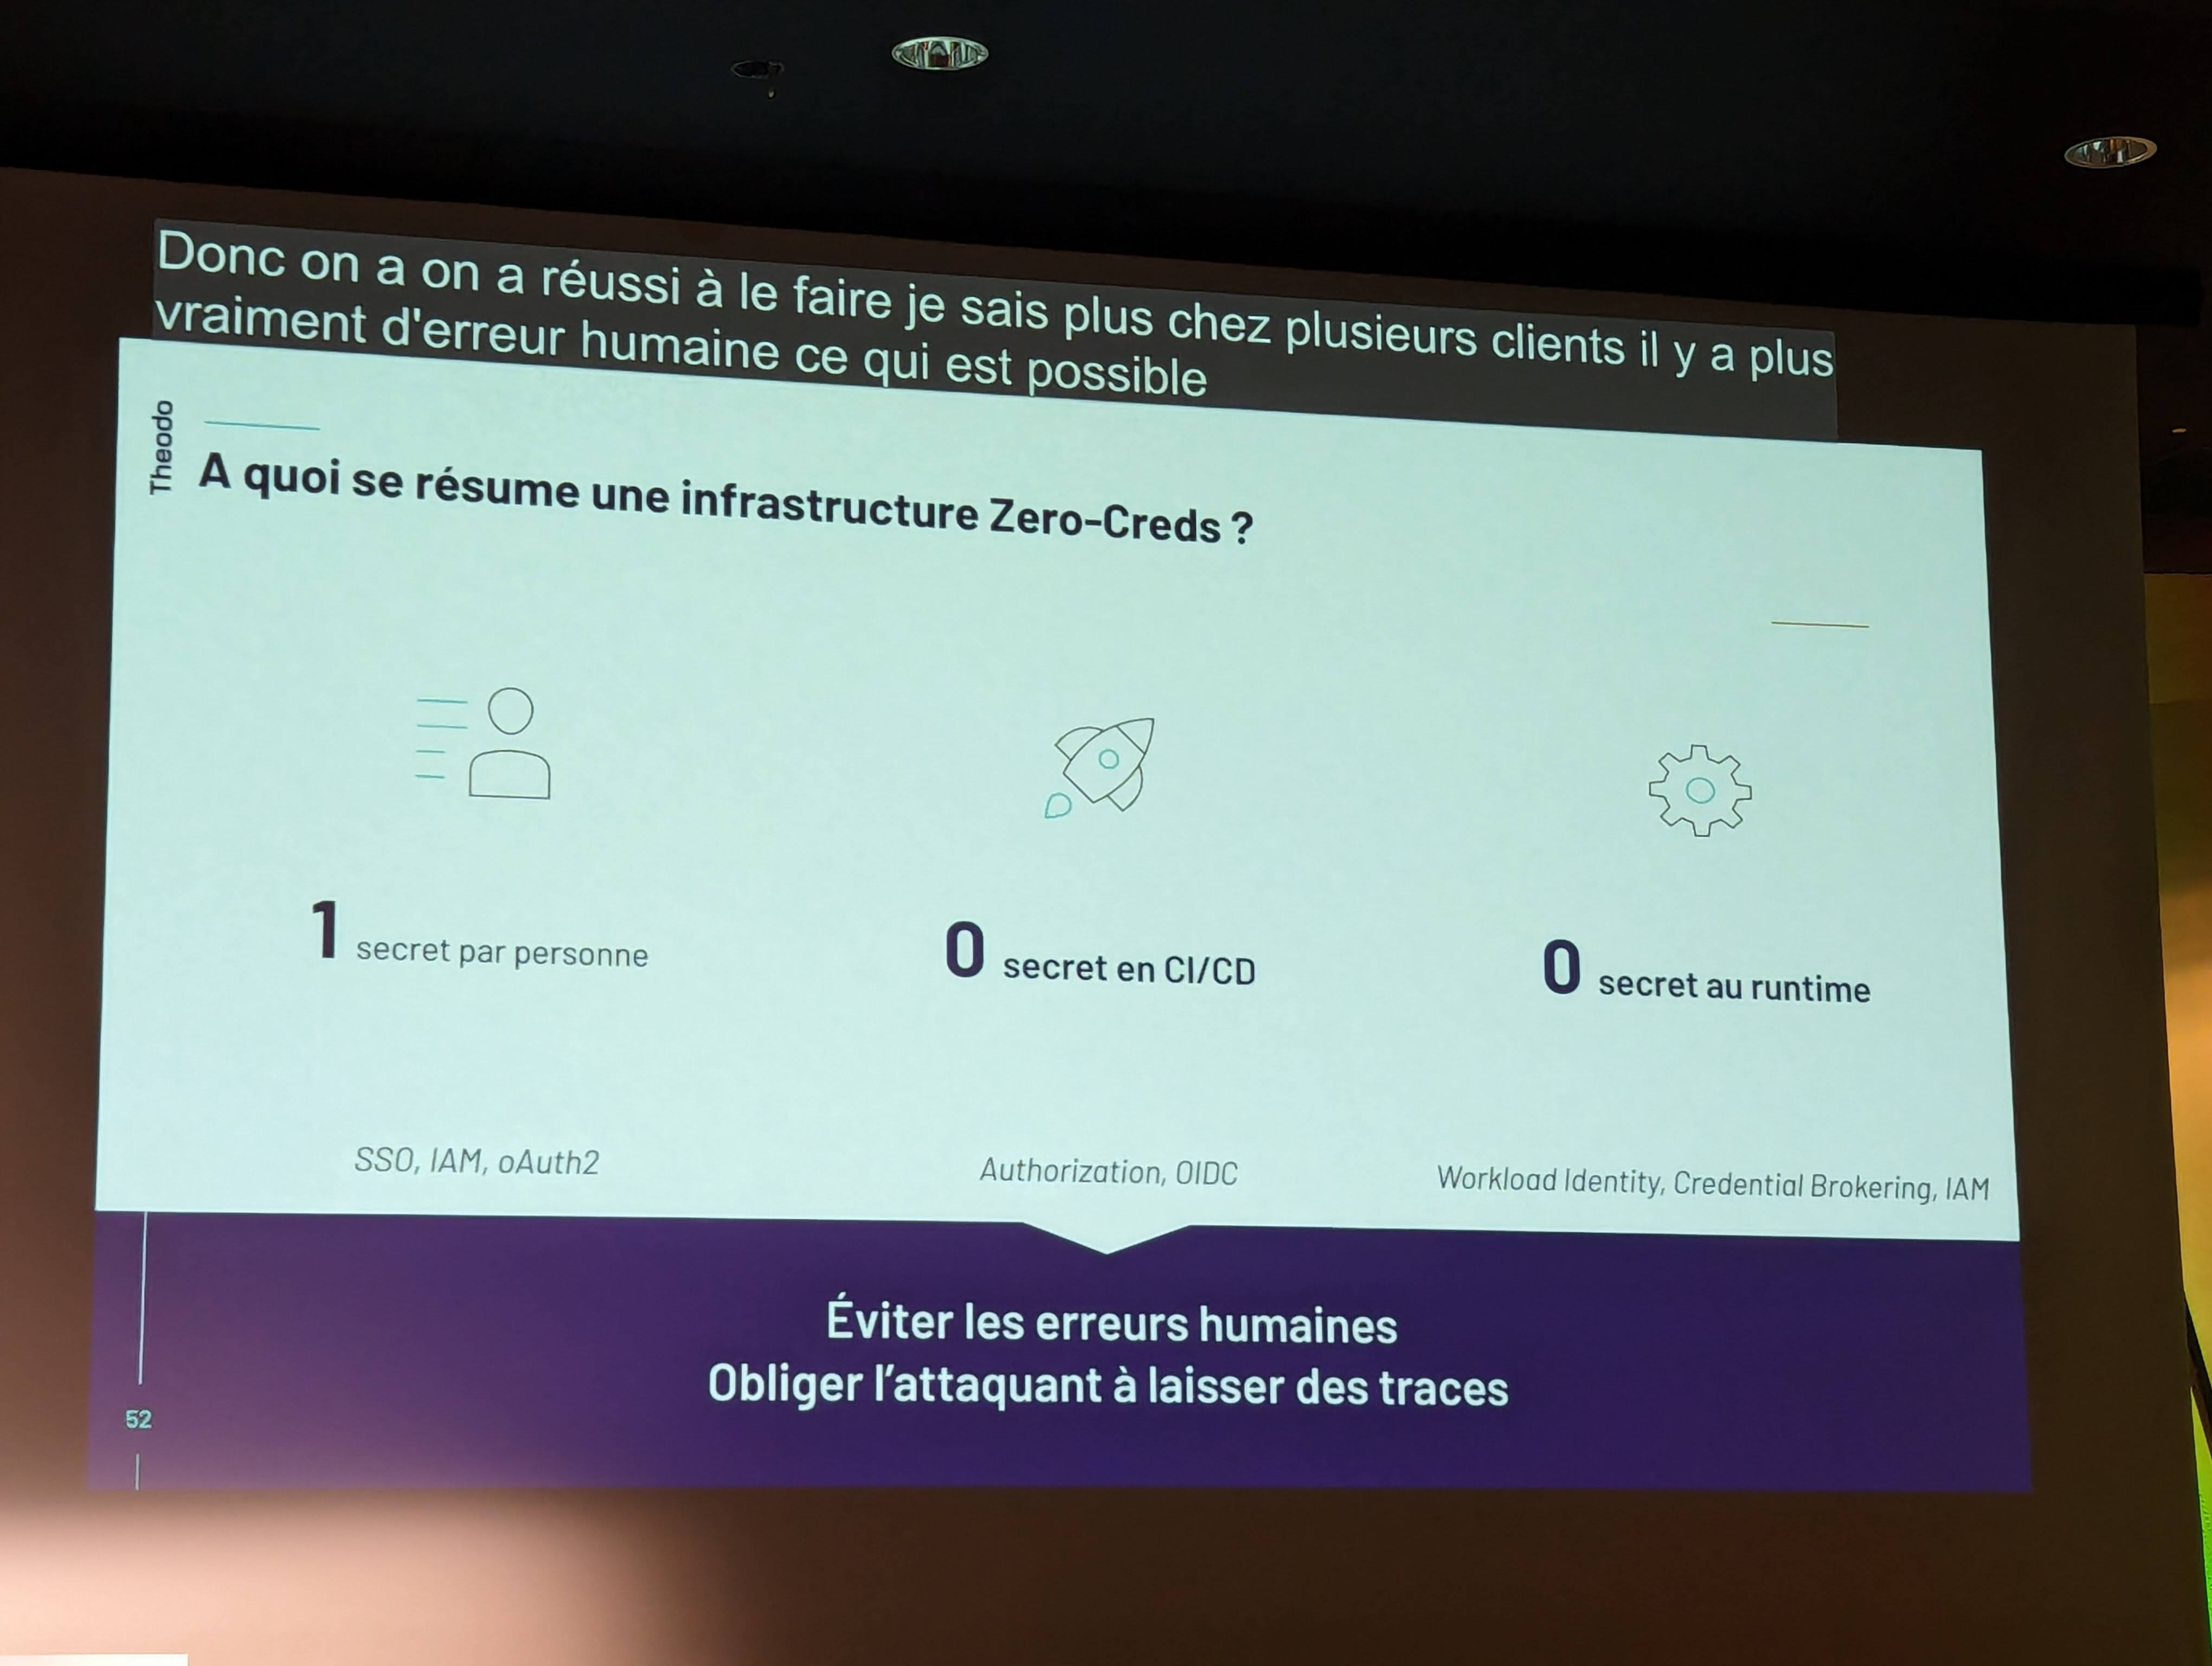 Donc on a on a réussi à le faire je sais plus chez plusieurs clients il y a plus
vraiment d'erreur humaine ce qui est possible
Theodo
A quoi se résume une infrastructure Zero-Creds ?
1 secret par personne
0 secret en CI/CD
0 secret au runtime
SSO, IAM, oAuth2
Authorization, OIDC
Workload Identity, Credential Brokering, IAM
Éviter les erreurs humaines
Obliger l'attaquant à laisser des traces
52